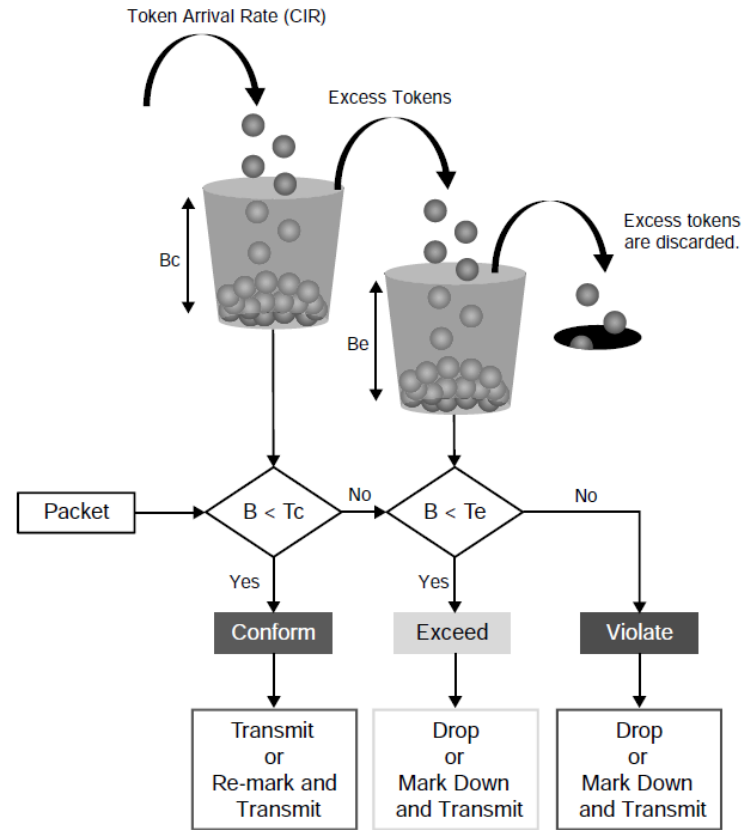 Token Arrival Rate (CIR)
Excess Tokens
Excess tokens
are discarded.
Bc
Be
Packet
B < Tc
No
B < Te
No
Yes
Yes
Conform
Exceed
Violate
Transmit
or
Re-mark and
Transmit
Drop
or
Mark Down
and Transmit
Drop
or
Mark Down
and Transmit